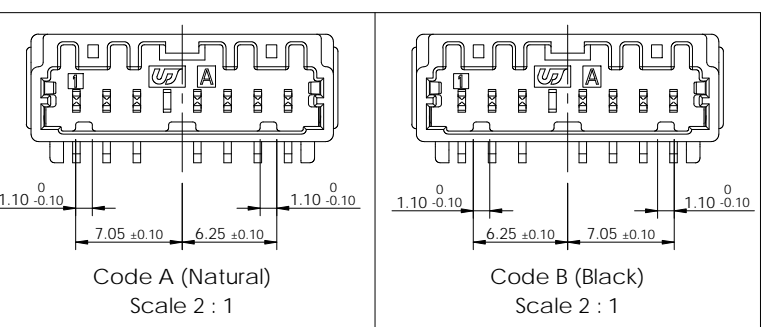 1 A
1 A
0
1.10 -0.10
0
1.10 -0.10
7.05 ±0.10 6.25 ±0.10
Code A (Natural)
Scale 2 : 1
0
1.10 -0.10
0
1.10 -0.10
6.25 ±0.10 7.05 ±0.10
Code B (Black)
Scale 2 : 1